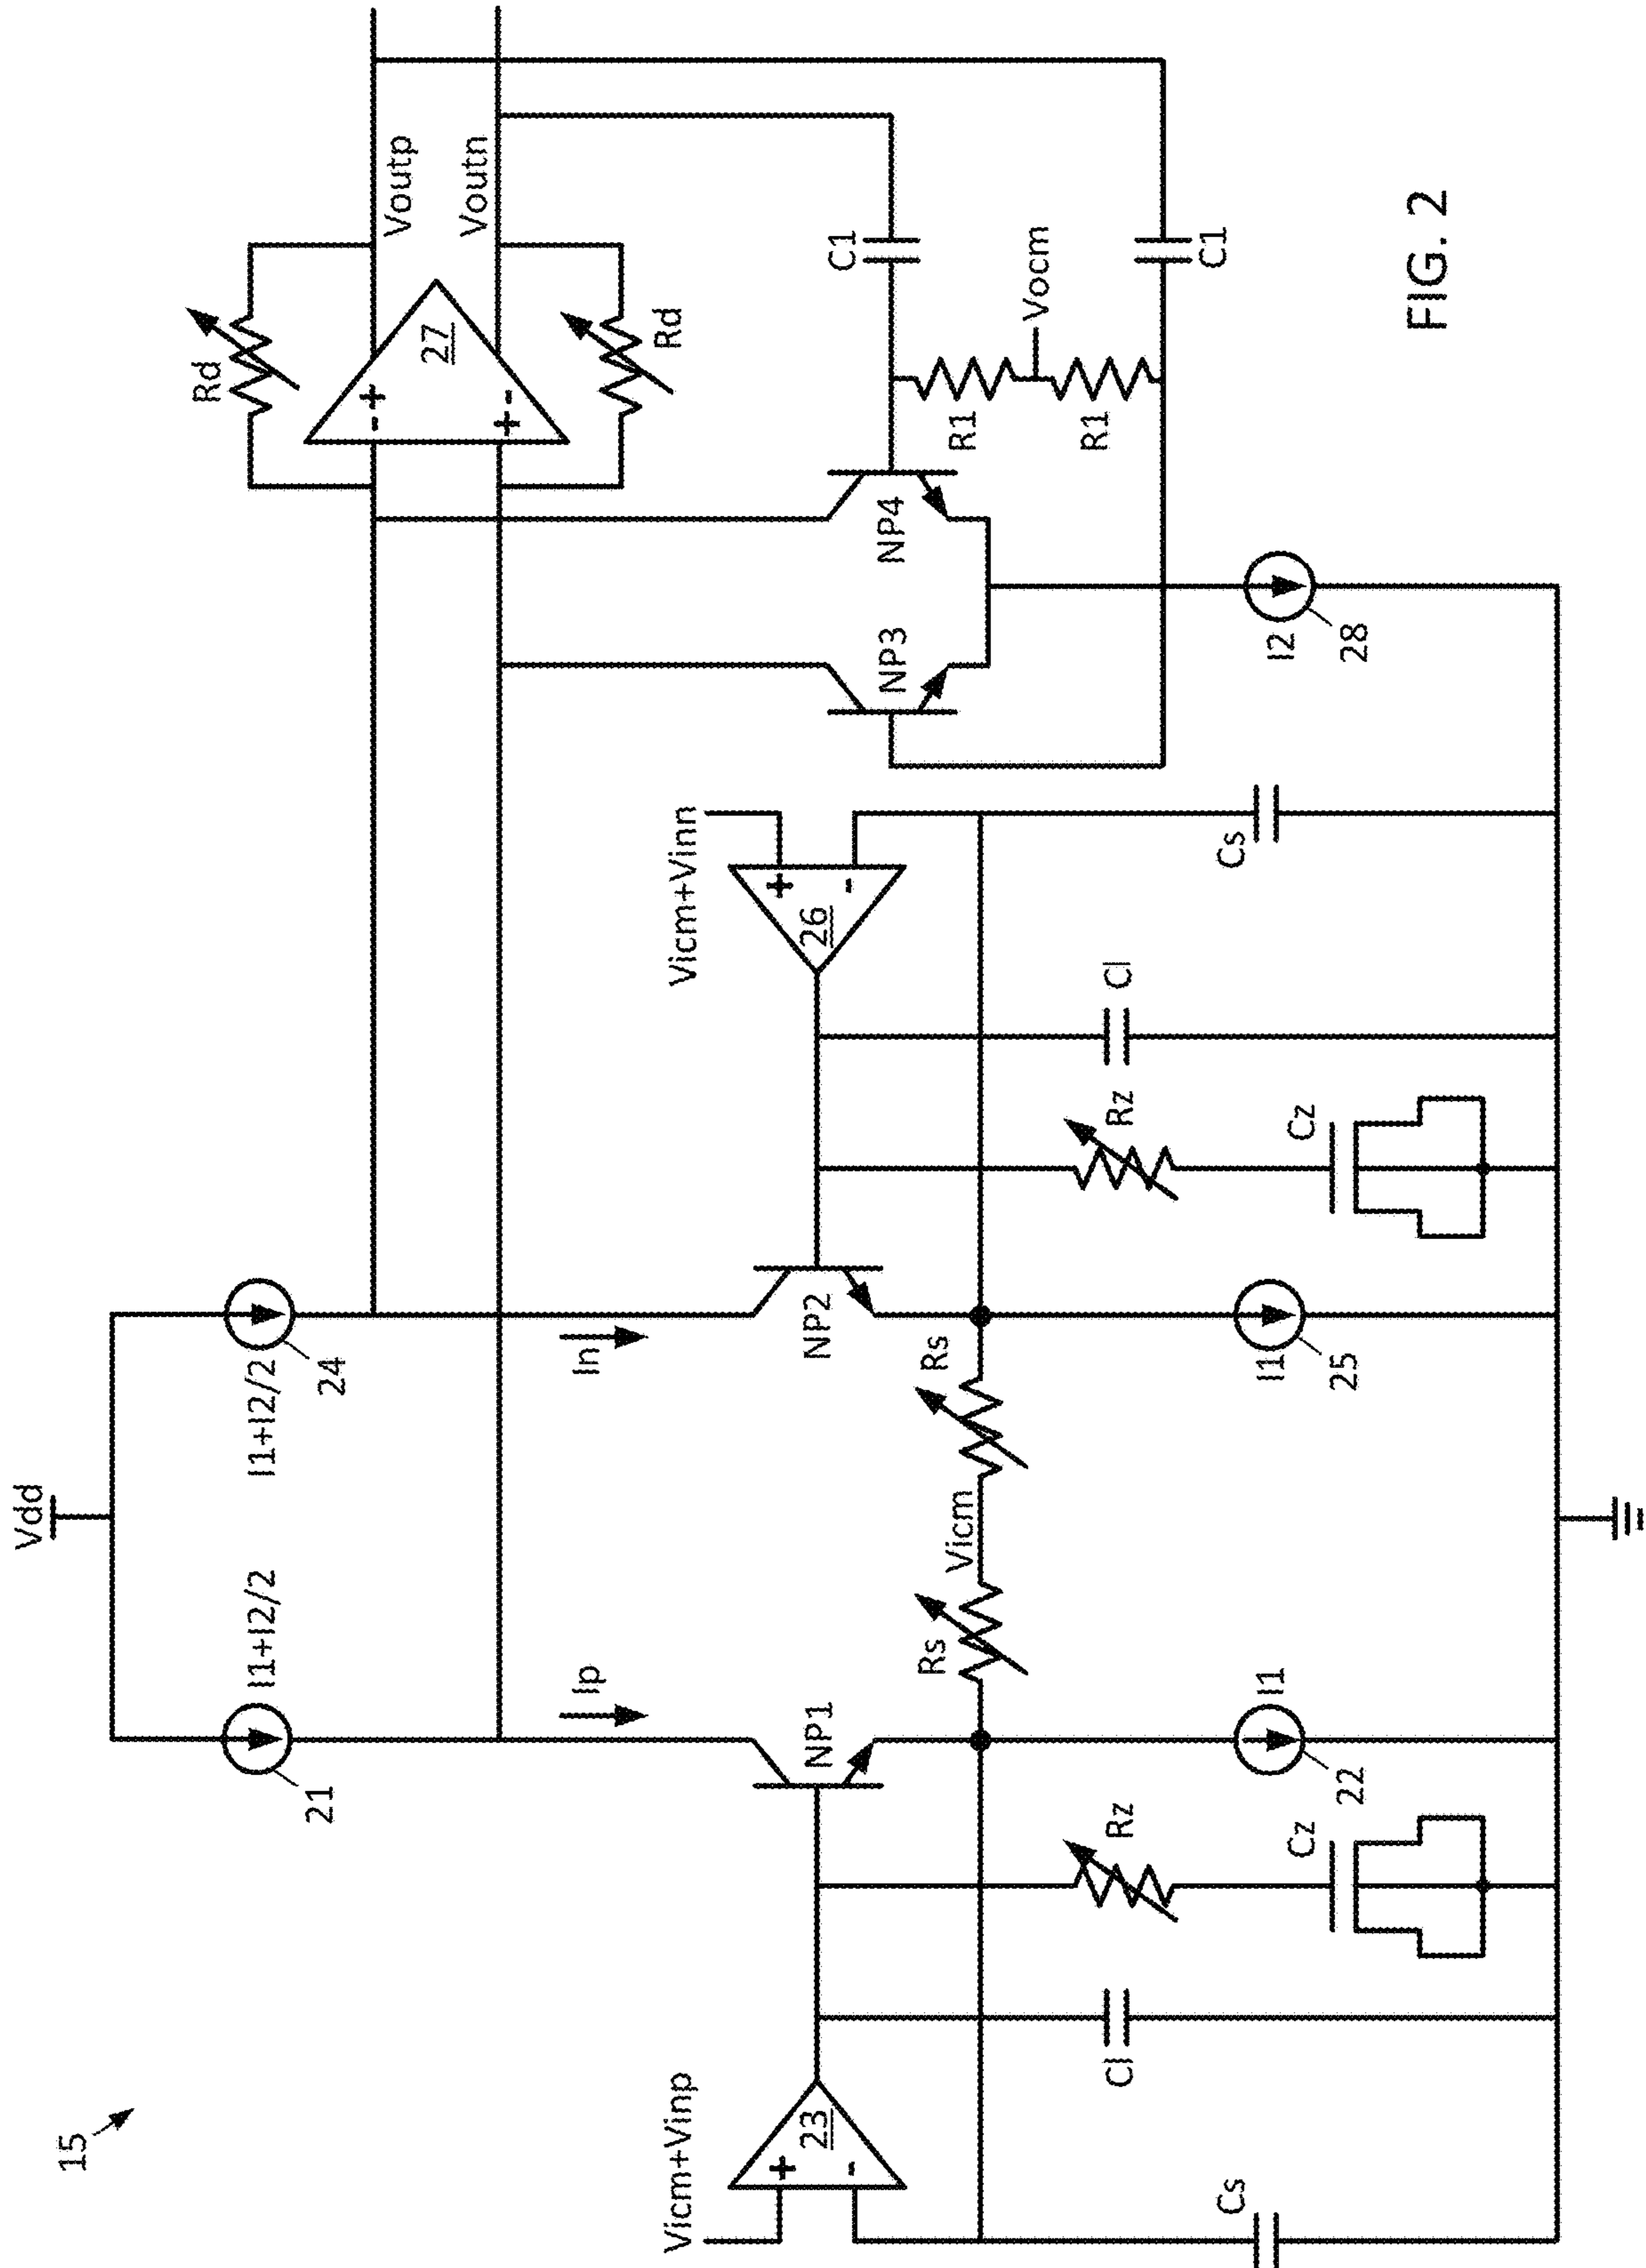 15
Vdd
I1+I2/2
21
I1+I2/2
24
Ip
In
Rd
- +
27
+ -
Rd
Voutp
Voutn
Vicm+Vinp
+
23
-
NP1
NP2
Vicm+Vinn
+
26
-
NP3
NP4
C1
R1
Vocm
R1
C1
Rs
Vicm
Rs
Cs
Cl
Rz
Cz
I1
22
I1
25
Rz
Cz
Cl
Cs
I2
28
FIG. 2